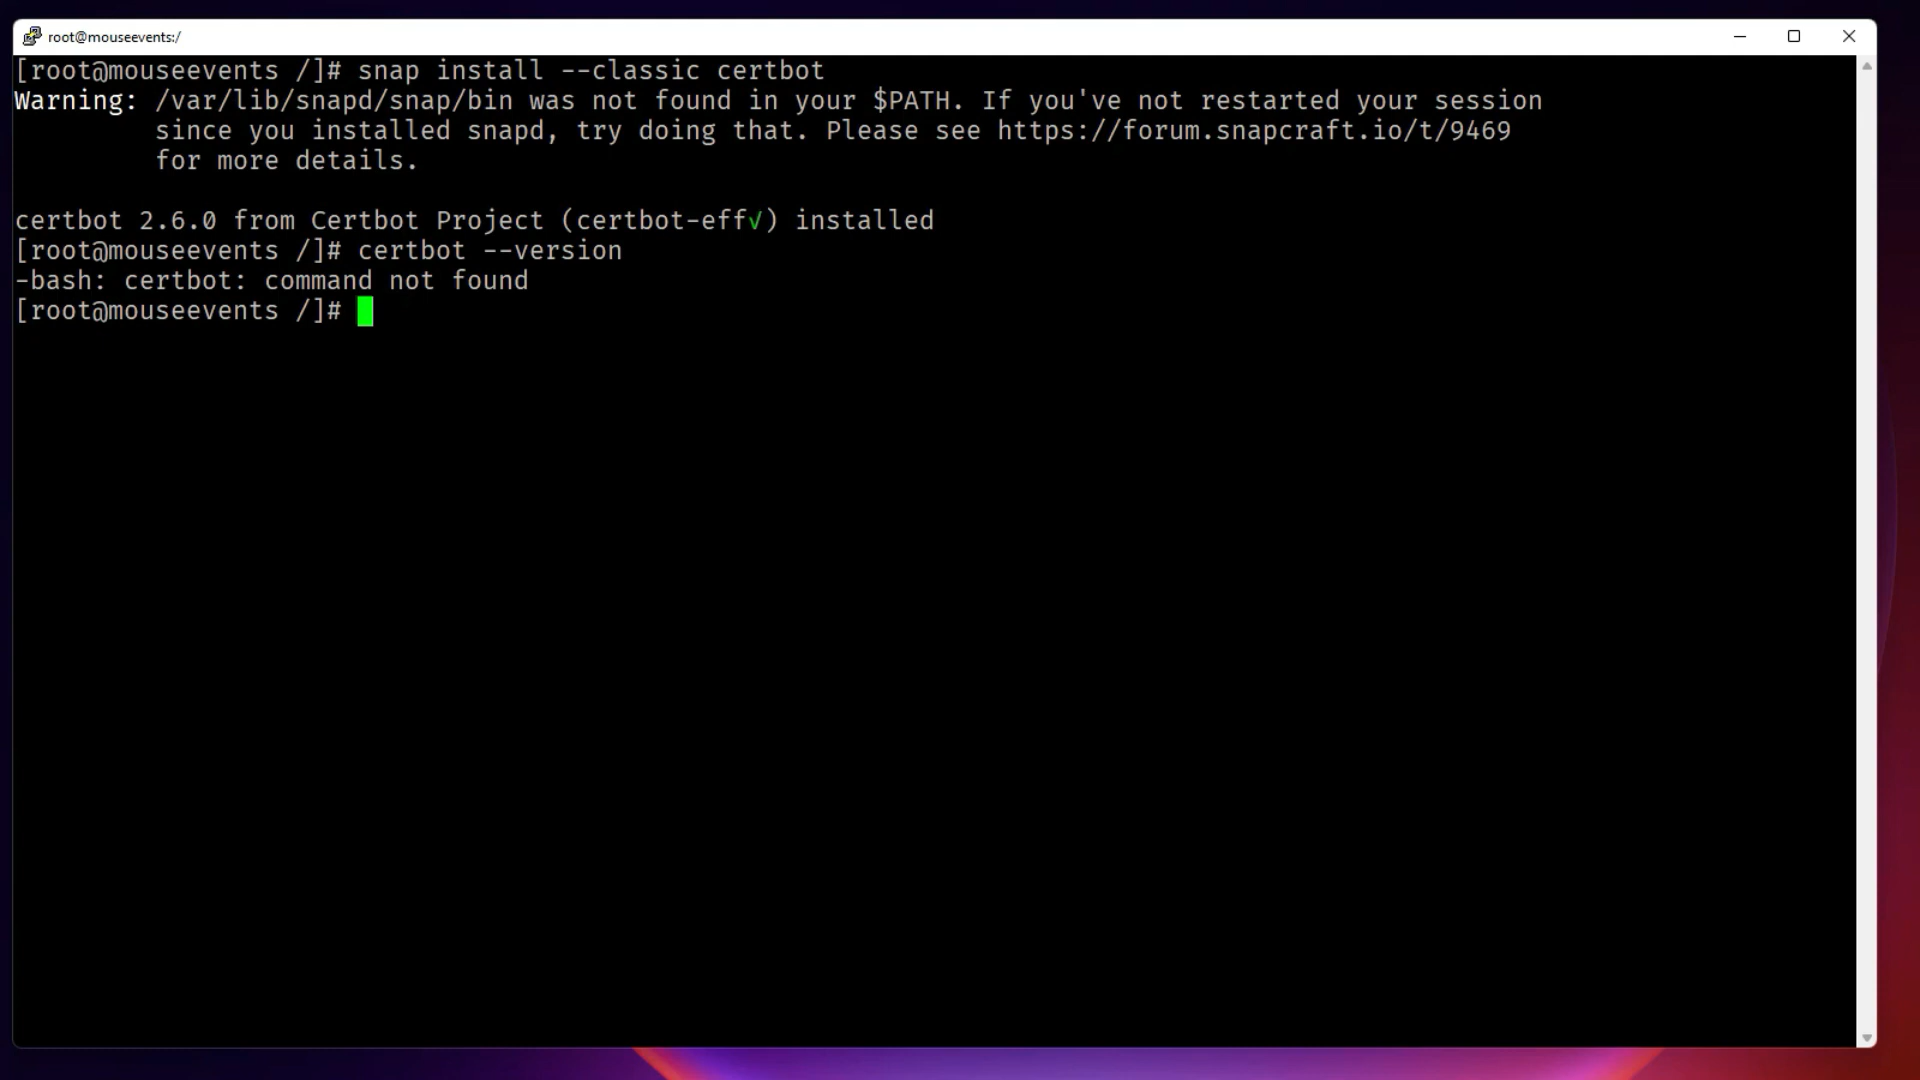 root@mouseevents:/
[root@mouseevents /]# snap install --classic certbot
Warning: /var/lib/snapd/snap/bin was not found in your $PATH. If you've not restarted your session
since you installed snapd, try doing that. Please see https://forum.snapcraft.io/t/9469
for more details.
certbot 2.6.0 from Certbot Project (certbot-eff√) installed
[root@mouseevents /]# certbot --version
-bash: certbot: command not found
[root@mouseevents /]#